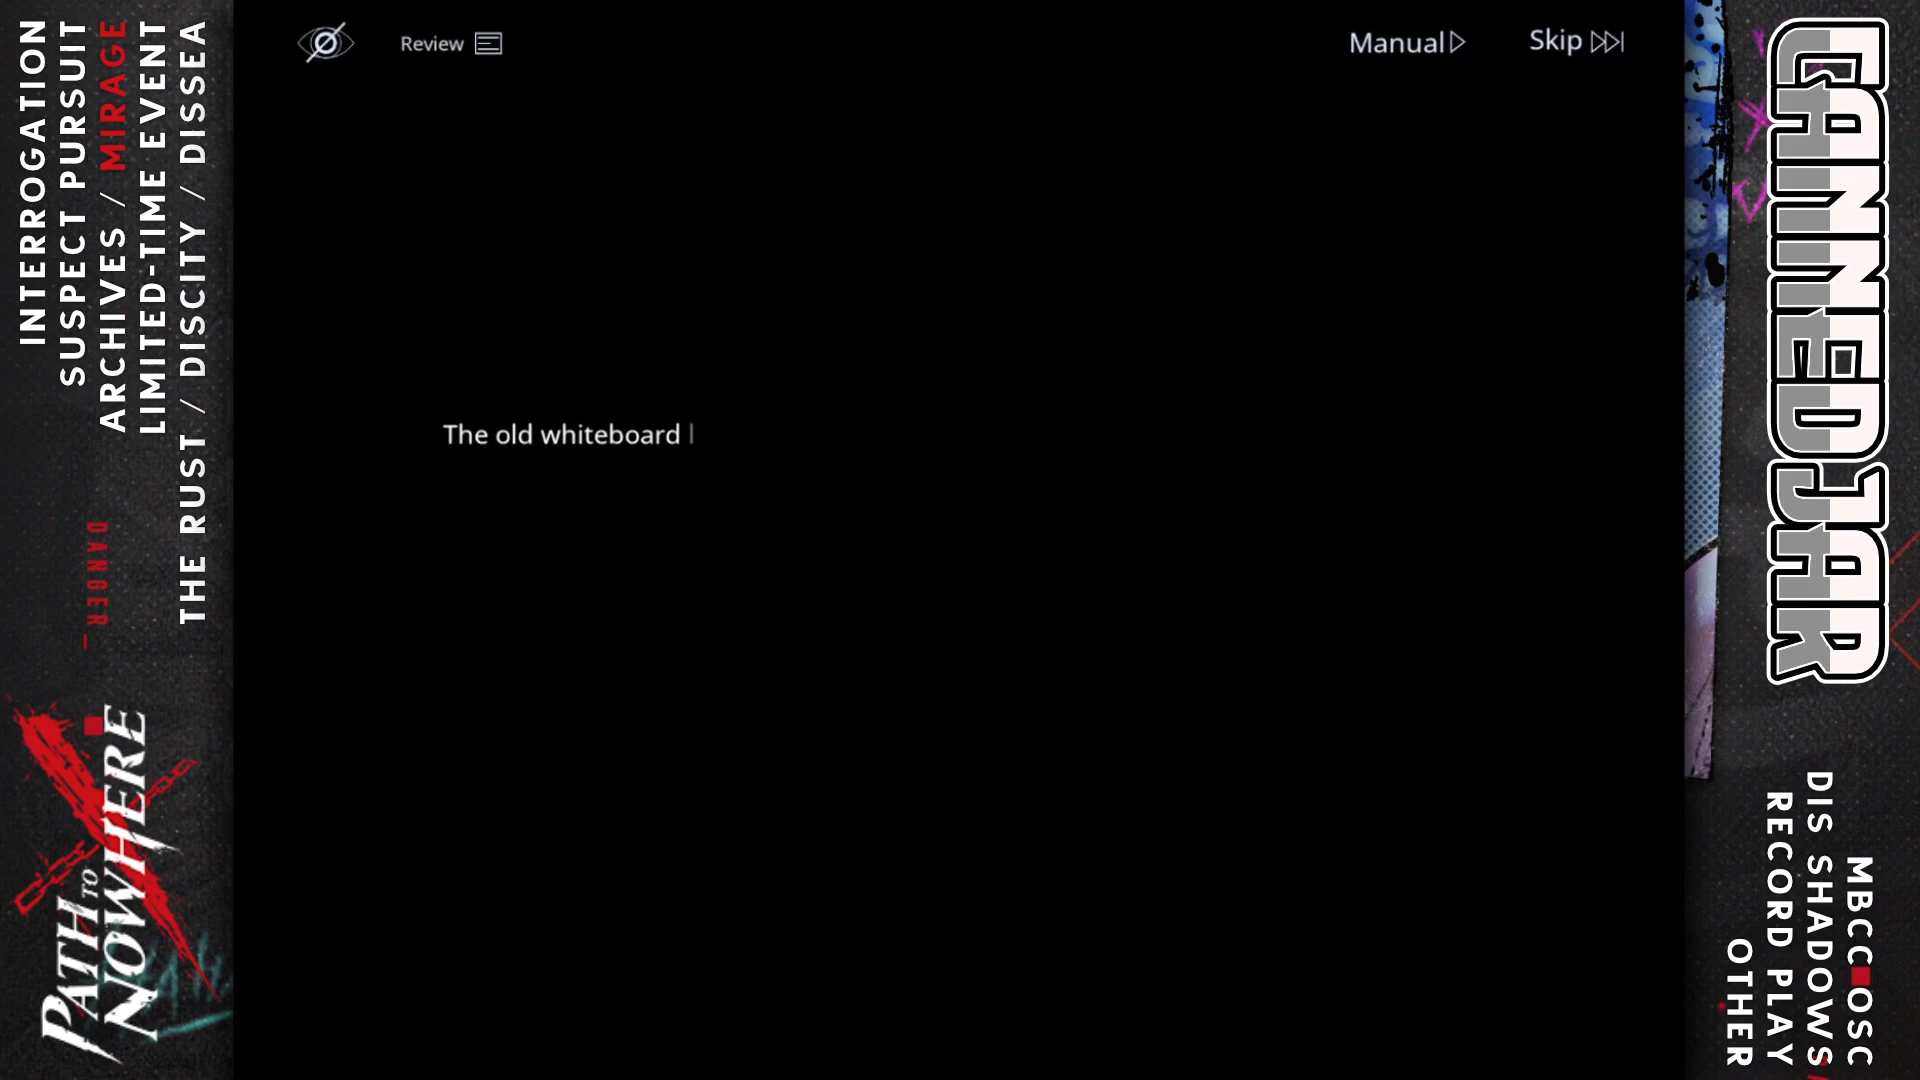 INTERROGATION
SUSPECT PURSUIT
ARCHIVES / MIRAGE
LIMITED-TIME EVENT
THE RUST / DISCITY / DISSEA
DANGER
PATH TO
NOWHERE
Review
Manual
Skip
The old whiteboard
CANNEDJAR
MBCC OSC
DIS SHADOWS
RECORD PLAY
OTHER